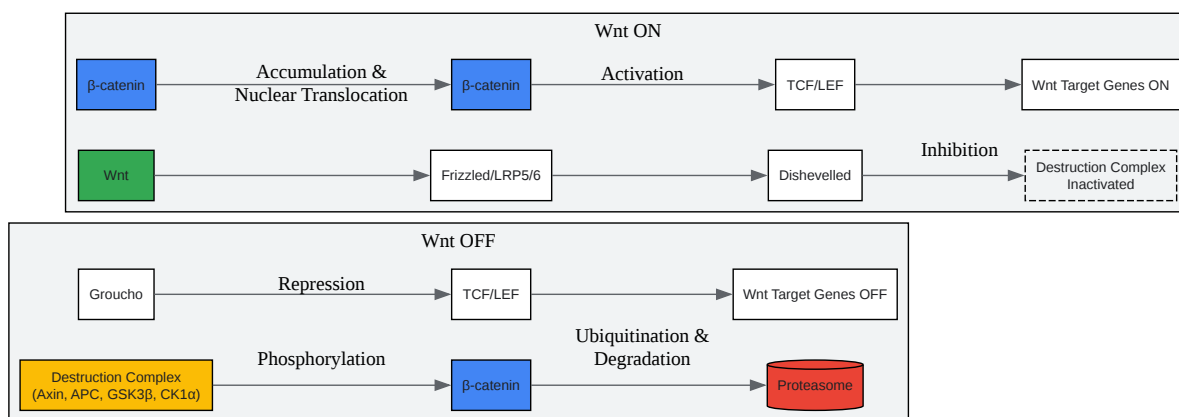 Wnt ON
β-catenin
Accumulation &
Nuclear Translocation
β-catenin
Activation
TCF/LEF
Wnt Target Genes ON
Wnt
Frizzled/LRP5/6
Dishevelled
Inhibition
Destruction Complex
Inactivated
Wnt OFF
Groucho
Repression
TCF/LEF
Wnt Target Genes OFF
Destruction Complex
(Axin, APC, GSK3β, CK1α)
Phosphorylation
β-catenin
Ubiquitination &
Degradation
Proteasome